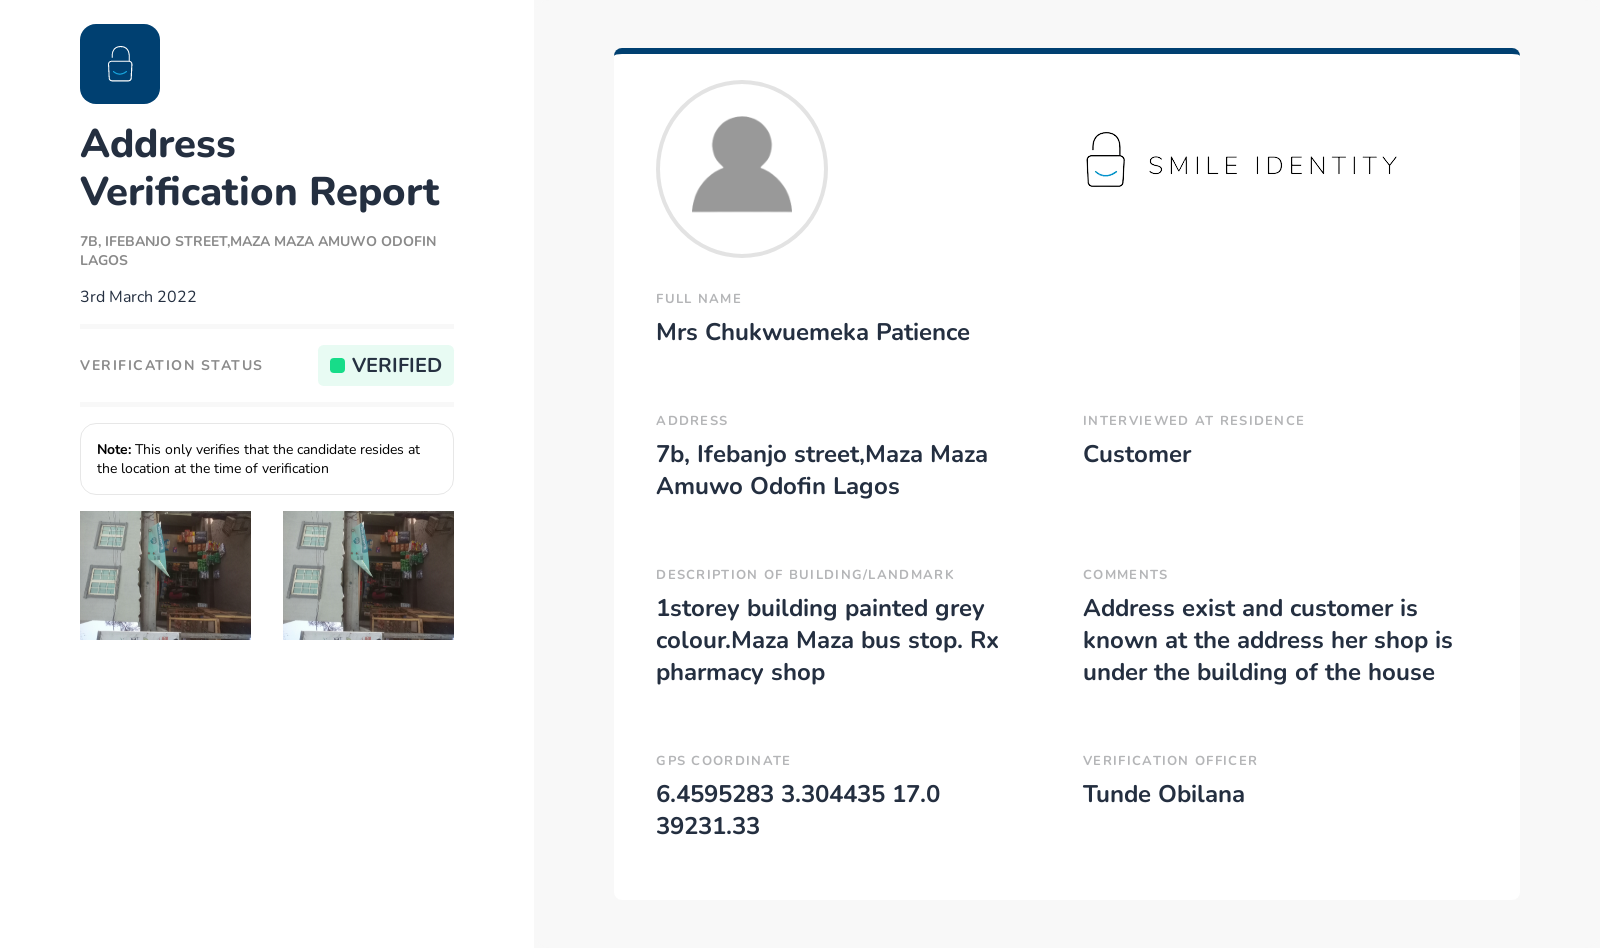 Address
Verification Report
7B, IFEBANJO STREET,MAZA MAZA AMUWO ODOFIN
LAGOS
3rd March 2022
VERIFICATION STATUS
VERIFIED
Note: This only verifies that the candidate resides at
the location at the time of verification
SMILE IDENTITY
FULL NAME
Mrs Chukwuemeka Patience
ADDRESS
7b, Ifebanjo street,Maza Maza
Amuwo Odofin Lagos
INTERVIEWED AT RESIDENCE
Customer
DESCRIPTION OF BUILDING/LANDMARK
1storey building painted grey
colour.Maza Maza bus stop. Rx
pharmacy shop
COMMENTS
Address exist and customer is
known at the address her shop is
under the building of the house
GPS COORDINATE
6.4595283 3.304435 17.0
39231.33
VERIFICATION OFFICER
Tunde Obilana